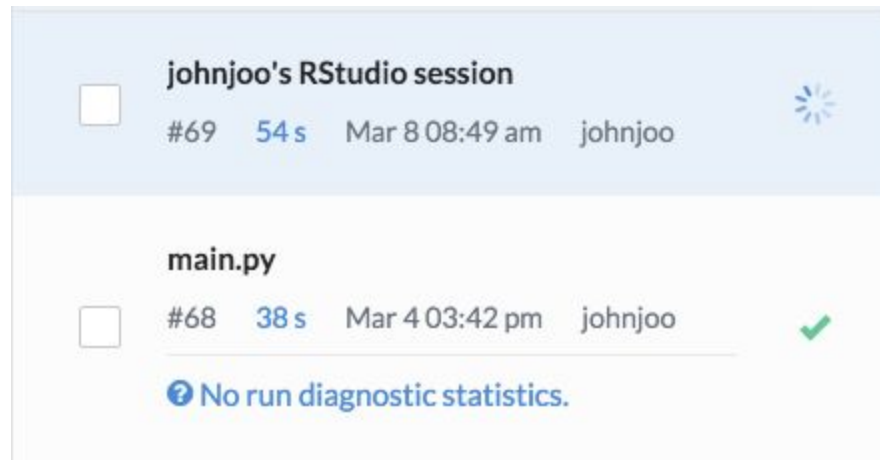 johnjoo's RStudio session
#69 54 s Mar 8 08:49 am johnjoo
main.py
#68 38 s Mar 4 03:42 pm johnjoo
No run diagnostic statistics.